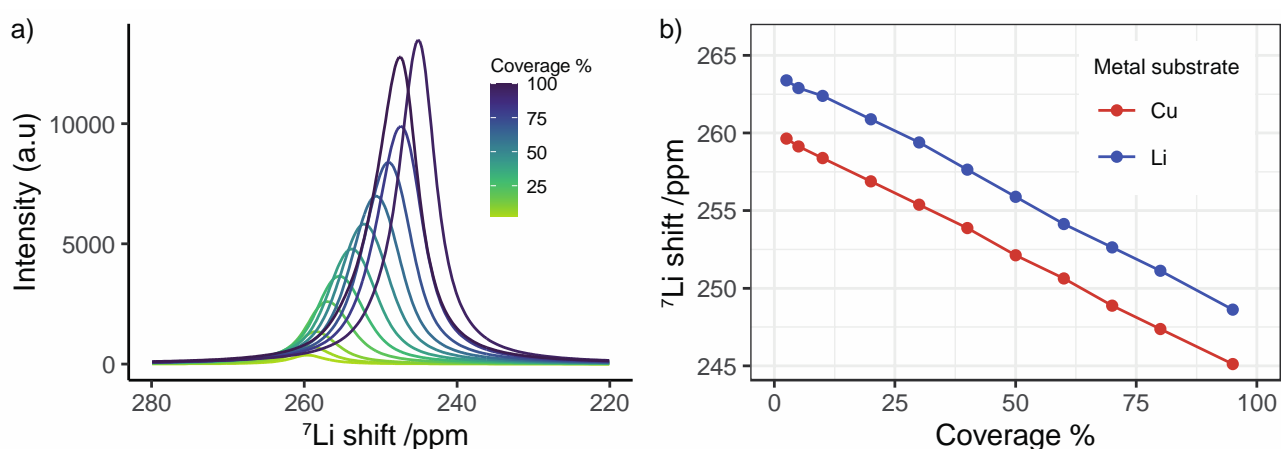 a)
Intensity (a.u)
10000
5000
0
280
260
240
220
⁷Li shift /ppm
Coverage %
100
75
50
25
b)
⁷Li shift /ppm
265
260
255
250
245
0
25
50
75
100
Coverage %
Metal substrate
Cu
Li